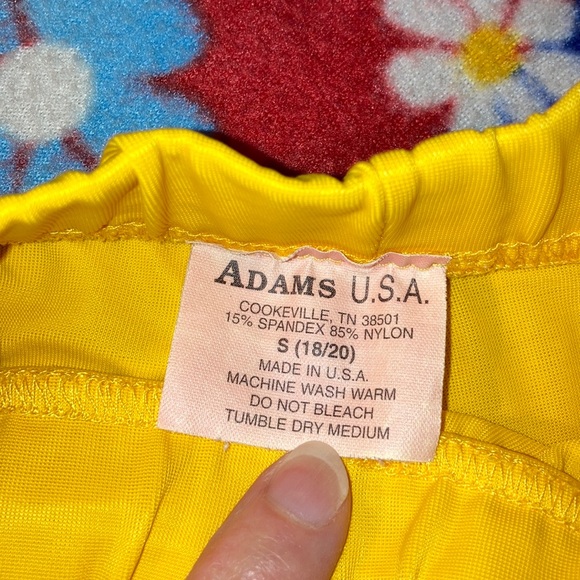 ADAMS U.S.A.
COOKEVILLE, TN 38501
15% SPANDEX 85% NYLON
S (18/20)
MADE IN U.S.A.
MACHINE WASH WARM
DO NOT BLEACH
TUMBLE DRY MEDIUM